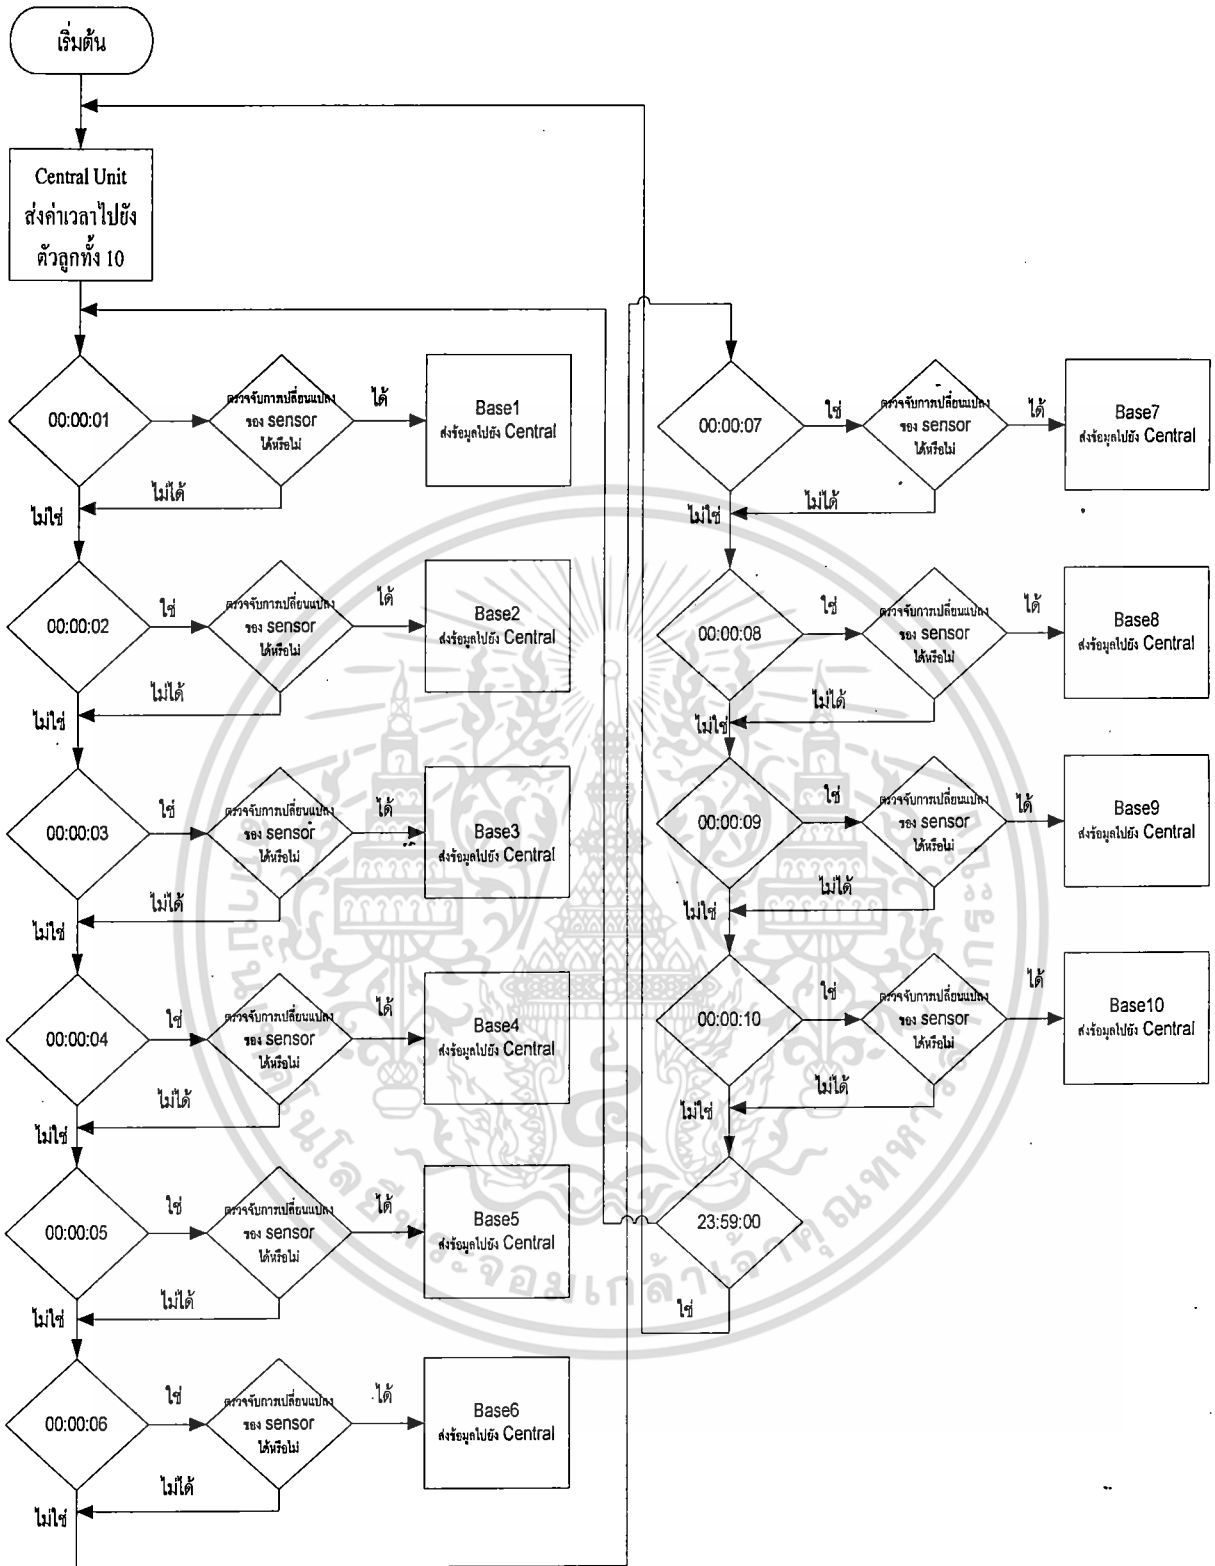 เริ่มต้น
Central Unit
ส่งค่าเวลาไปยัง
ตัวลูกทั้ง 10
00:00:01
ตรวจจับการเปลี่ยนแปลง
ของ sensor
ได้หรือไม่
ได้
Base1
ส่งข้อมูลไปยัง Central
ไม่ได้
ไม่ใช่
00:00:02
ใช่
ตรวจจับการเปลี่ยนแปลง
ของ sensor
ได้หรือไม่
ได้
Base2
ส่งข้อมูลไปยัง Central
ไม่ได้
ไม่ใช่
00:00:03
ใช่
ตรวจจับการเปลี่ยนแปลง
ของ sensor
ได้หรือไม่
ได้
Base3
ส่งข้อมูลไปยัง Central
ไม่ได้
ไม่ใช่
00:00:04
ใช่
ตรวจจับการเปลี่ยนแปลง
ของ sensor
ได้หรือไม่
ได้
Base4
ส่งข้อมูลไปยัง Central
ไม่ได้
ไม่ใช่
00:00:05
ใช่
ตรวจจับการเปลี่ยนแปลง
ของ sensor
ได้หรือไม่
ได้
Base5
ส่งข้อมูลไปยัง Central
ไม่ได้
ไม่ใช่
00:00:06
ใช่
ตรวจจับการเปลี่ยนแปลง
ของ sensor
ได้หรือไม่
ได้
Base6
ส่งข้อมูลไปยัง Central
ไม่ได้
ไม่ใช่
00:00:07
ใช่
ตรวจจับการเปลี่ยนแปลง
ของ sensor
ได้หรือไม่
ได้
Base7
ส่งข้อมูลไปยัง Central
ไม่ได้
ไม่ใช่
00:00:08
ใช่
ตรวจจับการเปลี่ยนแปลง
ของ sensor
ได้หรือไม่
ได้
Base8
ส่งข้อมูลไปยัง Central
ไม่ได้
ไม่ใช่
00:00:09
ใช่
ตรวจจับการเปลี่ยนแปลง
ของ sensor
ได้หรือไม่
ได้
Base9
ส่งข้อมูลไปยัง Central
ไม่ได้
ไม่ใช่
00:00:10
ใช่
ตรวจจับการเปลี่ยนแปลง
ของ sensor
ได้หรือไม่
ได้
Base10
ส่งข้อมูลไปยัง Central
ไม่ได้
ไม่ใช่
23:59:00
ใช่